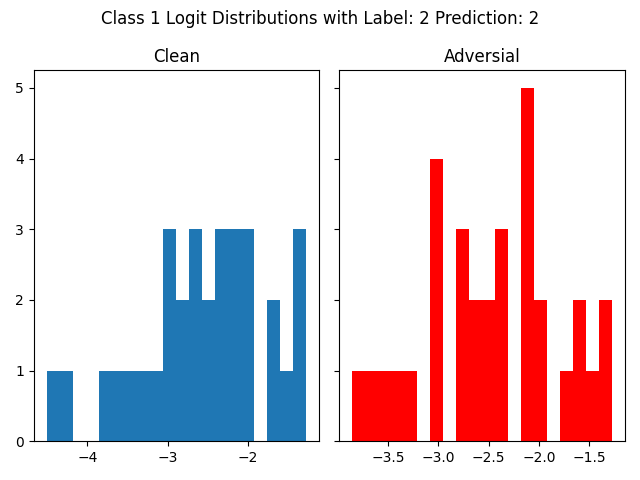 Class 1 Logit Distributions with Label: 2 Prediction: 2
Clean
Adversial
5
4
3
2
1
0
−4 −3 −2
−3.5 −3.0 −2.5 −2.0 −1.5